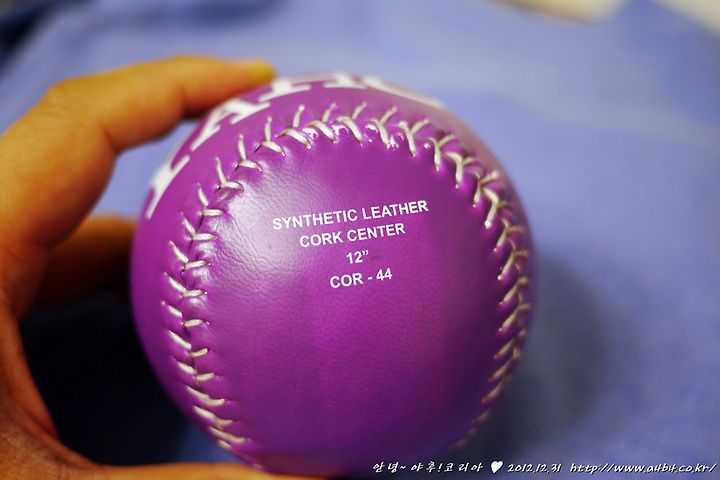 SYNTHETIC LEATHER
CORK CENTER
12”
COR - 44
안녕~ 야후!코리아 ♥ 2012.12.31 http://www.a4b4.co.kr/